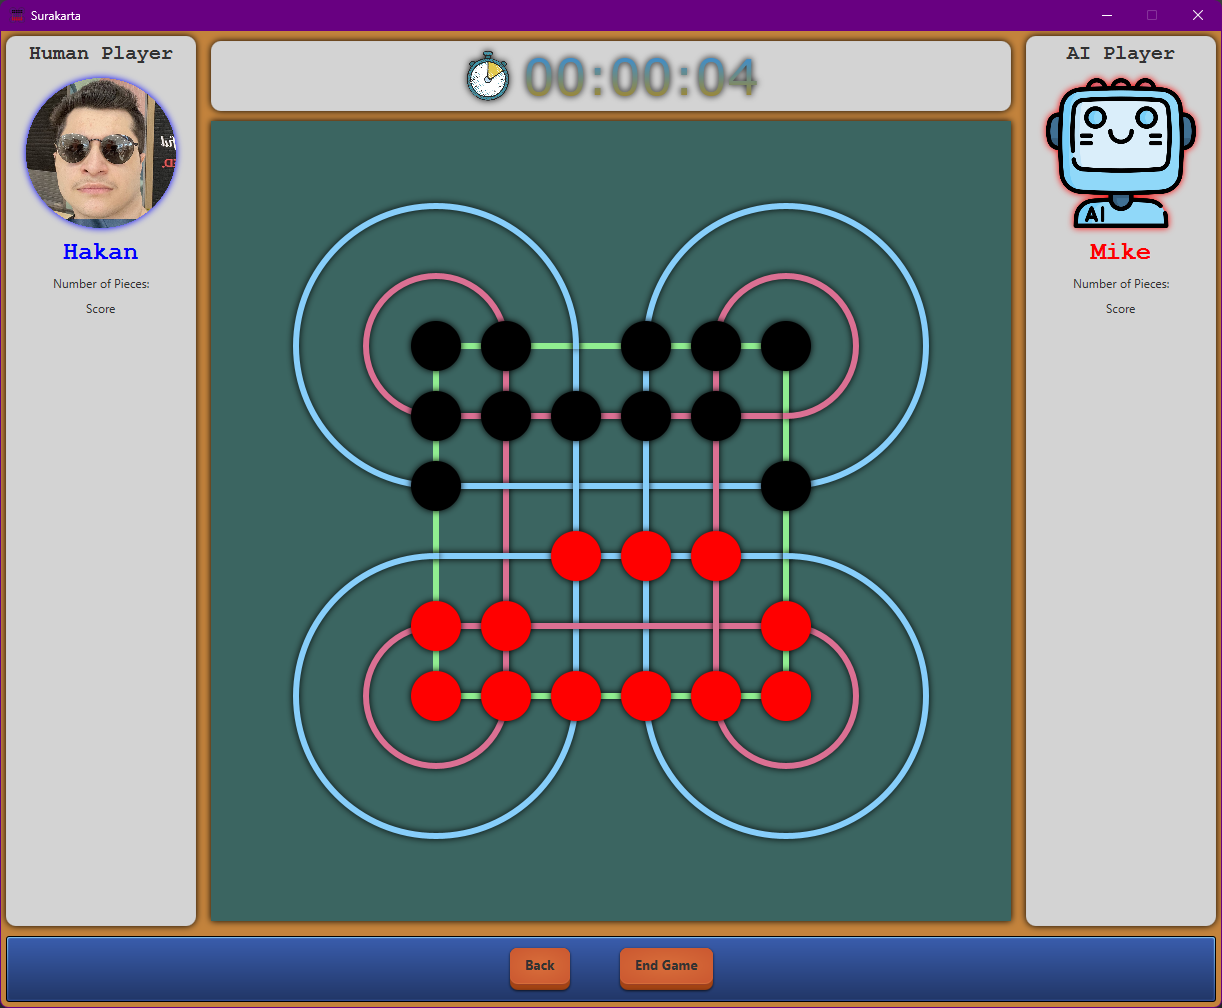 Surakarta
Human Player
Hakan
Number of Pieces:
Score
00:00:04
AI Player
AI
Mike
Number of Pieces:
Score
Back
End Game